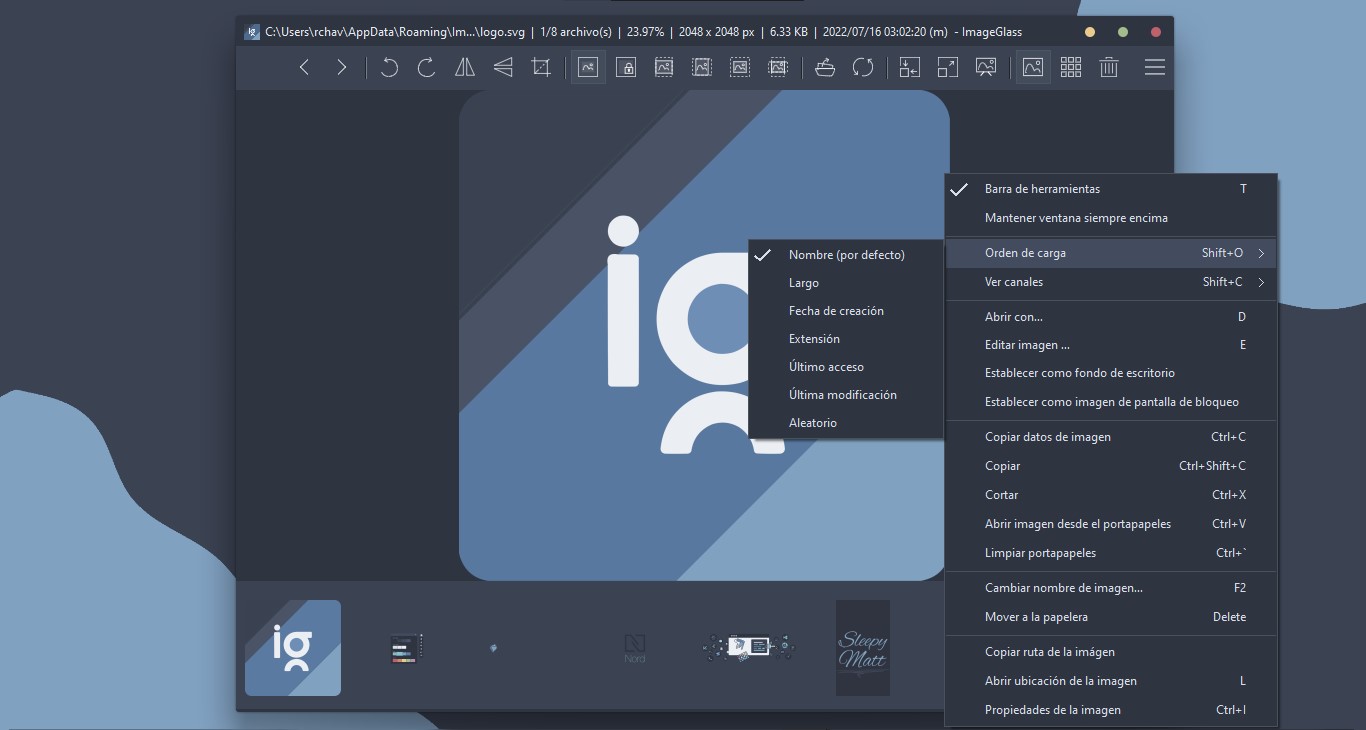 C:\Users\rchav\AppData\Roaming\Im...\logo.svg | 1/8 archivo(s) | 23.97% | 2048 x 2048 px | 6.33 KB | 2022/07/16 03:02:20 (m) - ImageGlass
ig
Barra de herramientas T
Mantener ventana siempre encima
Orden de carga Shift+O
Ver canales Shift+C
Abrir con... D
Editar imagen ... E
Establecer como fondo de escritorio
Establecer como imagen de pantalla de bloqueo
Copiar datos de imagen Ctrl+C
Copiar Ctrl+Shift+C
Cortar Ctrl+X
Abrir imagen desde el portapapeles Ctrl+V
Limpiar portapapeles Ctrl+`
Cambiar nombre de imagen... F2
Mover a la papelera Delete
Copiar ruta de la imágen
Abrir ubicación de la imagen L
Propiedades de la imagen Ctrl+I
Nombre (por defecto)
Largo
Fecha de creación
Extensión
Último acceso
Última modificación
Aleatorio
ig
N
Nord
Sleepy
Matt